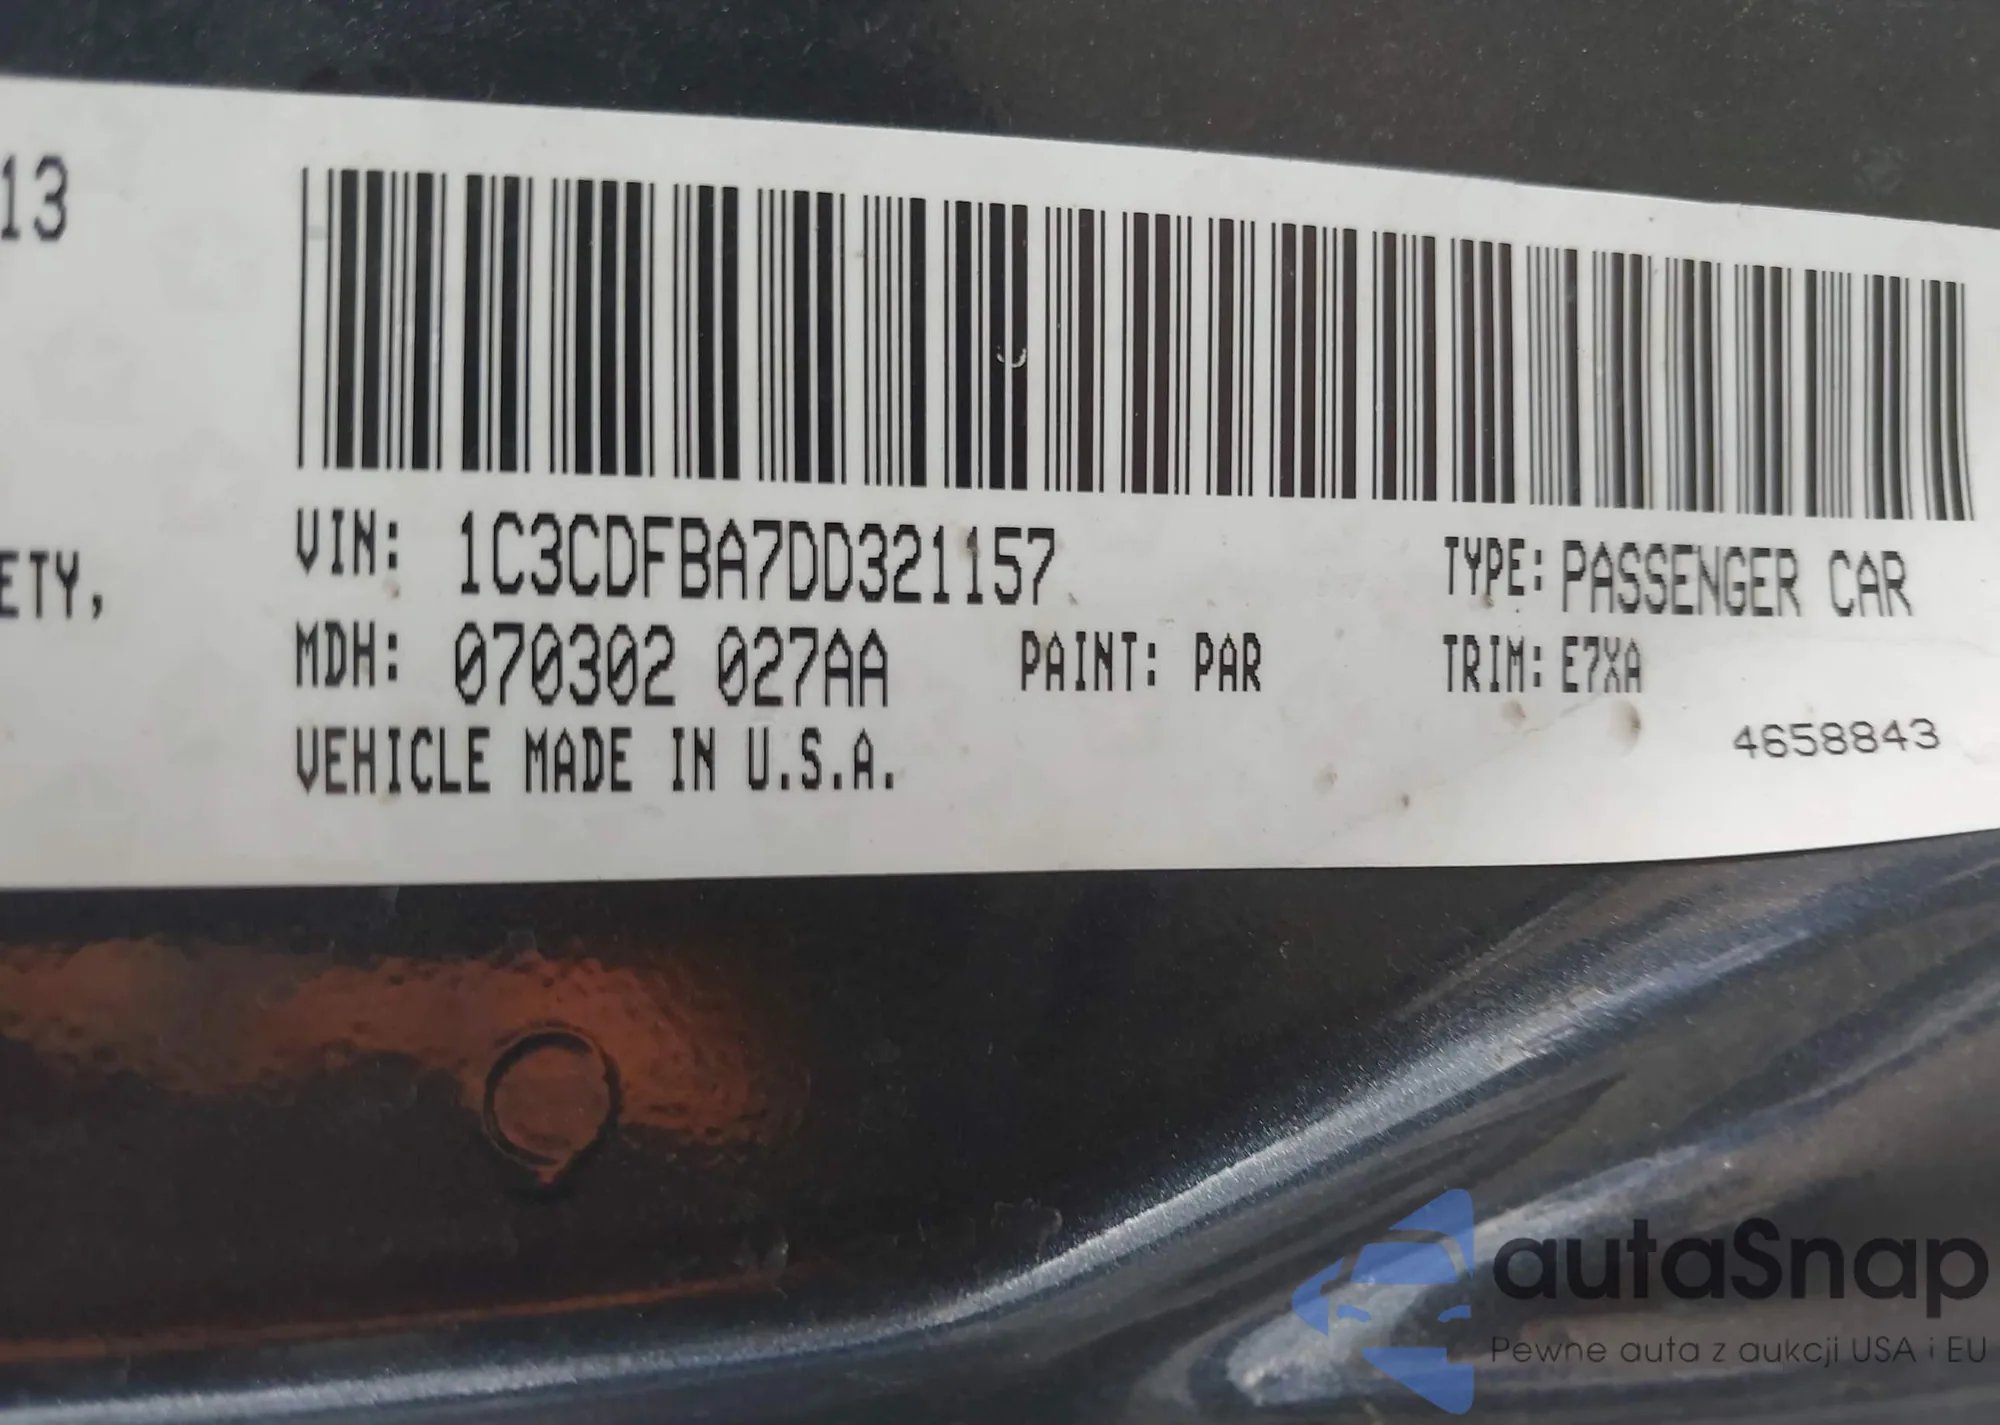 13
ETY,
VIN: 1C3CDFBA7DD321157 TYPE: PASSENGER CAR
MDH: 070302 027AA PAINT: PAR TRIM: E7XA
VEHICLE MADE IN U.S.A. 4658843
autaSnap
Pewne auta z aukcji USA i EU